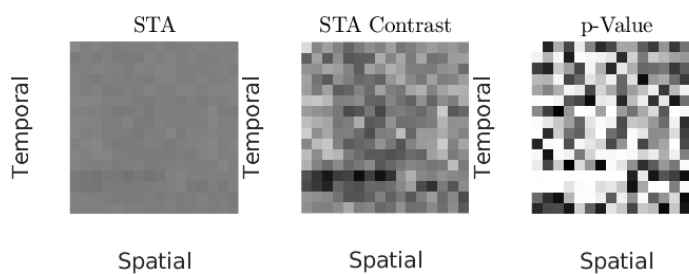 STA
STA Contrast
p-Value
Temporal
Temporal
Temporal
Spatial
Spatial
Spatial